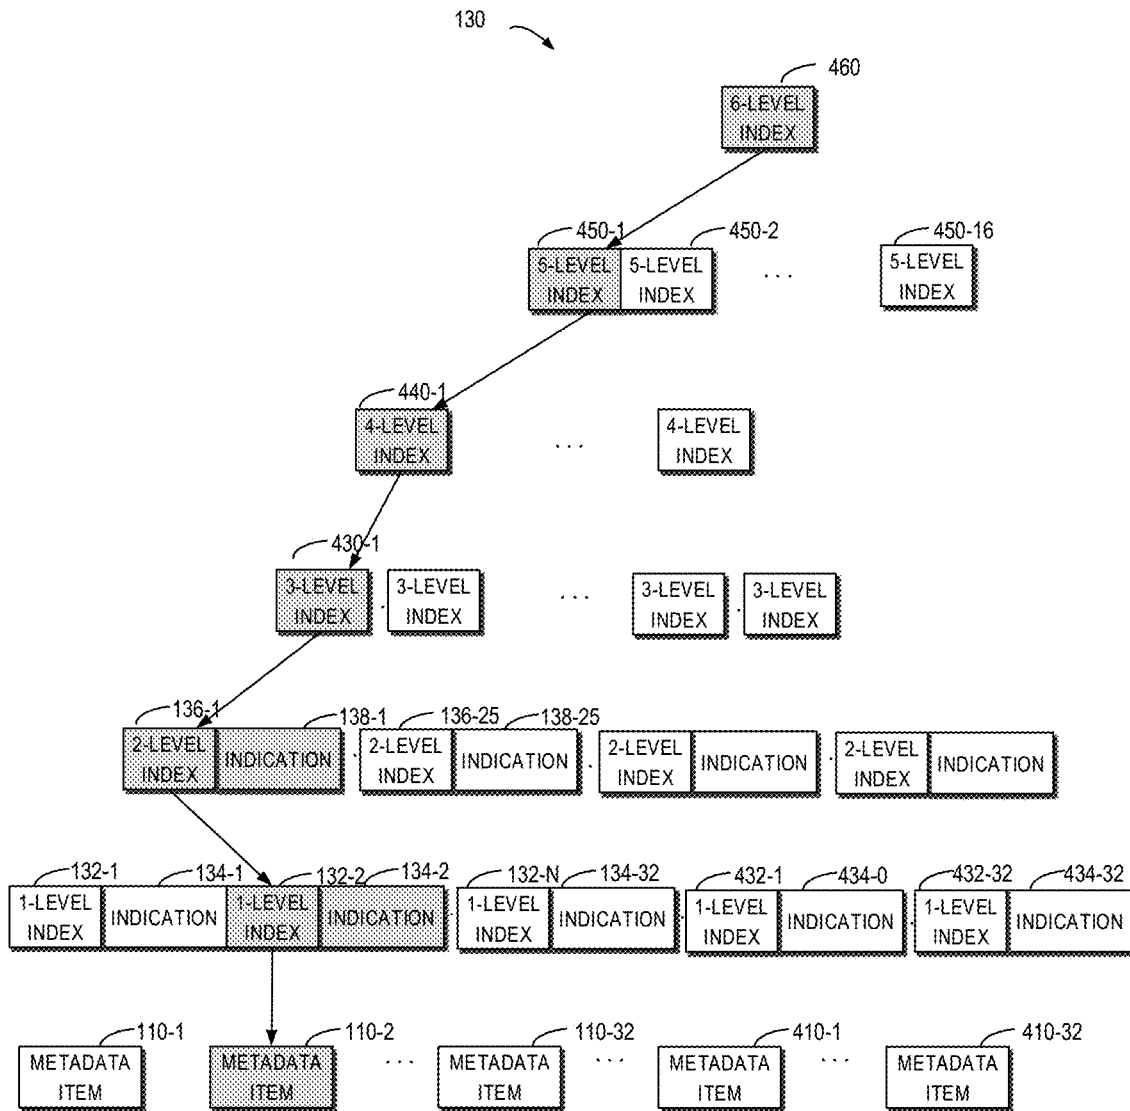 130
460
6-LEVEL
INDEX
450-1
450-2
450-16
5-LEVEL
INDEX
5-LEVEL
INDEX
...
5-LEVEL
INDEX
440-1
4-LEVEL
INDEX
...
4-LEVEL
INDEX
430-1
3-LEVEL
INDEX
3-LEVEL
INDEX
...
3-LEVEL
INDEX
3-LEVEL
INDEX
136-1
138-1
136-25
138-25
2-LEVEL
INDEX
INDICATION
2-LEVEL
INDEX
INDICATION
2-LEVEL
INDEX
INDICATION
2-LEVEL
INDEX
INDICATION
132-1
134-1
132-2
134-2
132-N
134-32
432-1
434-0
432-32
434-32
1-LEVEL
INDEX
INDICATION
1-LEVEL
INDEX
INDICATION
1-LEVEL
INDEX
INDICATION
1-LEVEL
INDEX
INDICATION
1-LEVEL
INDEX
INDICATION
110-1
110-2
110-32
410-1
410-32
METADATA
ITEM
METADATA
ITEM
...
METADATA
ITEM
...
METADATA
ITEM
...
METADATA
ITEM